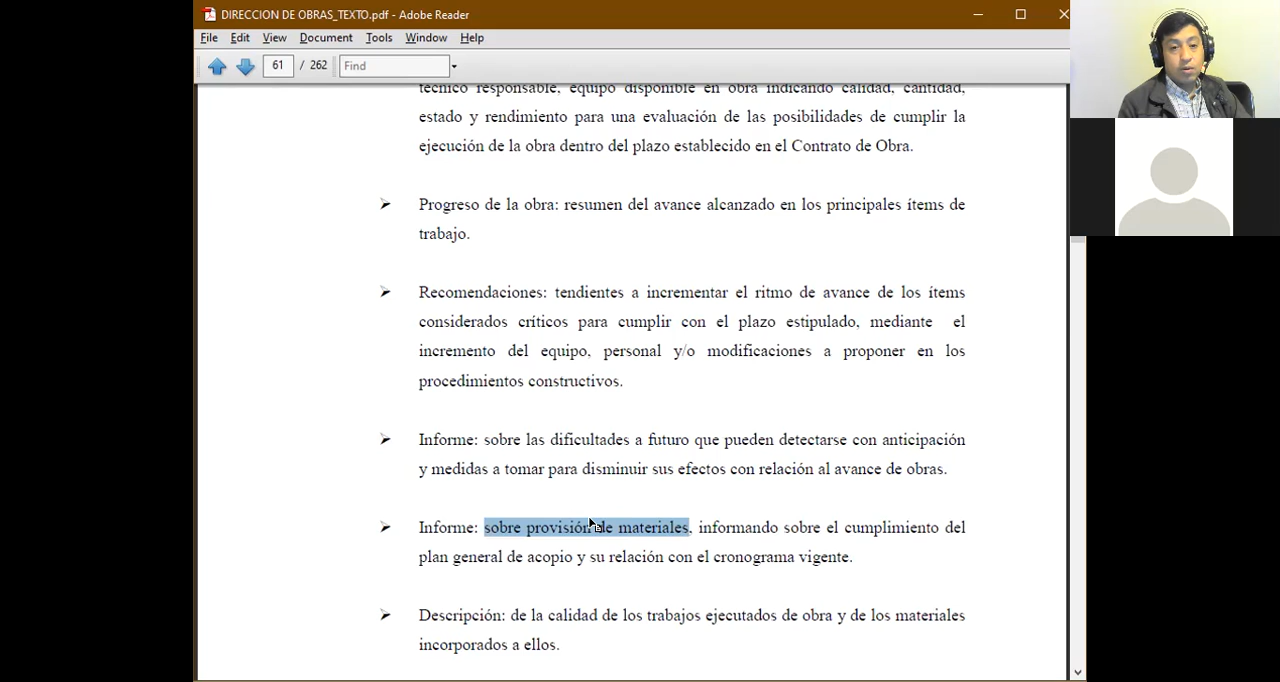 DIRECCION DE OBRAS_TEXTO.pdf - Adobe Reader
File Edit View Document Tools Window Help
61 / 262 Find
técnico responsable, equipo disponible en obra indicando calidad, cantidad,
estado y rendimiento para una evaluación de las posibilidades de cumplir la
ejecución de la obra dentro del plazo establecido en el Contrato de Obra.
Progreso de la obra: resumen del avance alcanzado en los principales ítems de
trabajo.
Recomendaciones: tendientes a incrementar el ritmo de avance de los ítems
considerados críticos para cumplir con el plazo estipulado, mediante el
incremento del equipo, personal y/o modificaciones a proponer en los
procedimientos constructivos.
Informe: sobre las dificultades a futuro que pueden detectarse con anticipación
y medidas a tomar para disminuir sus efectos con relación al avance de obras.
Informe: sobre provisión de materiales, informando sobre el cumplimiento del
plan general de acopio y su relación con el cronograma vigente.
Descripción: de la calidad de los trabajos ejecutados de obra y de los materiales
incorporados a ellos.